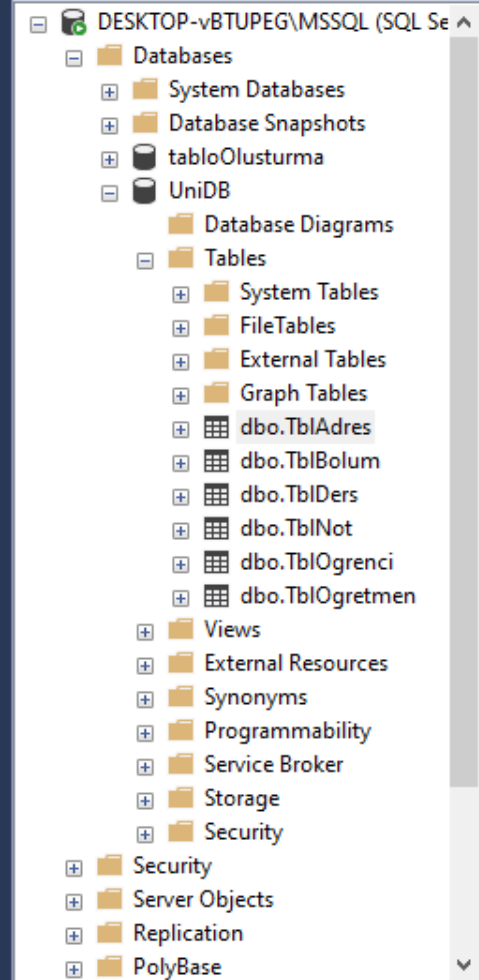 DESKTOP-vBTUPEG\MSSQL (SQL Se
Databases
System Databases
Database Snapshots
tabloOlusturma
UniDB
Database Diagrams
Tables
System Tables
FileTables
External Tables
Graph Tables
dbo.TblAdres
dbo.TblBolum
dbo.TblDers
dbo.TblNot
dbo.TblOgrenci
dbo.TblOgretmen
Views
External Resources
Synonyms
Programmability
Service Broker
Storage
Security
Security
Server Objects
Replication
PolyBase